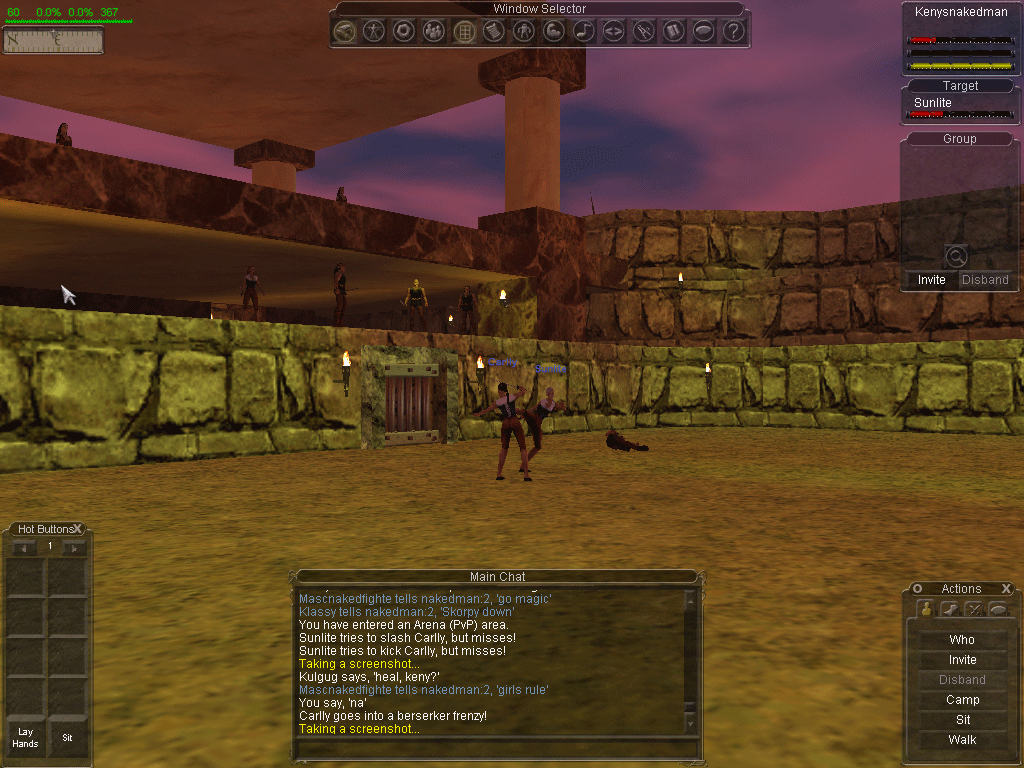 60 0.0% 0.0% 367
Window Selector
Kenysnakedman
Target
Sunlite
Group
Invite Disband
Carlly
Hot Buttons X
1
Lay Hands
Sit
Main Chat
Mascnakedfighte tells nakedman:2, 'go magic'
Klassy tells nakedman:2, 'Skorpy down'
You have entered an Arena (PvP) area.
Sunlite tries to slash Carlly, but misses!
Sunlite tries to kick Carlly, but misses!
Taking a screenshot...
Kulgug says, 'heal, keny?'
Mascnakedfighte tells nakedman:2, 'girls rule'
You say, 'na'
Carlly goes into a berserker frenzy!
Taking a screenshot...
Actions X
Who
Invite
Disband
Camp
Sit
Walk